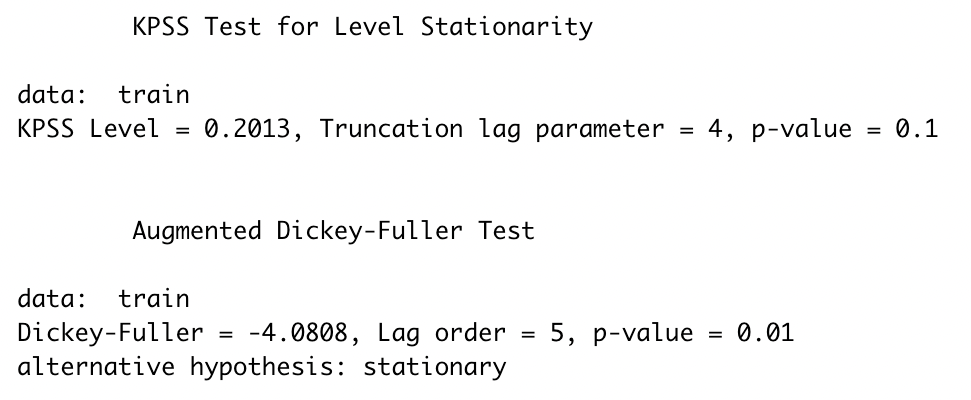 KPSS Test for Level Stationarity
data:  train
KPSS Level = 0.2013, Truncation lag parameter = 4, p-value = 0.1
Augmented Dickey-Fuller Test
data:  train
Dickey-Fuller = -4.0808, Lag order = 5, p-value = 0.01
alternative hypothesis: stationary